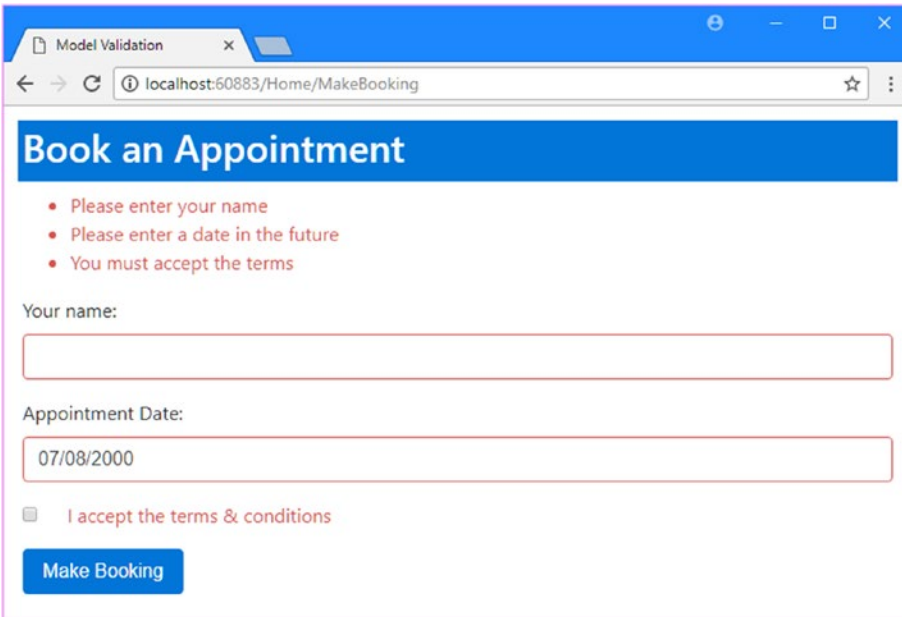 Model Validation
localhost:60883/Home/MakeBooking
Book an Appointment
• Please enter your name
• Please enter a date in the future
• You must accept the terms
Your name:
Appointment Date:
07/08/2000
I accept the terms & conditions
Make Booking